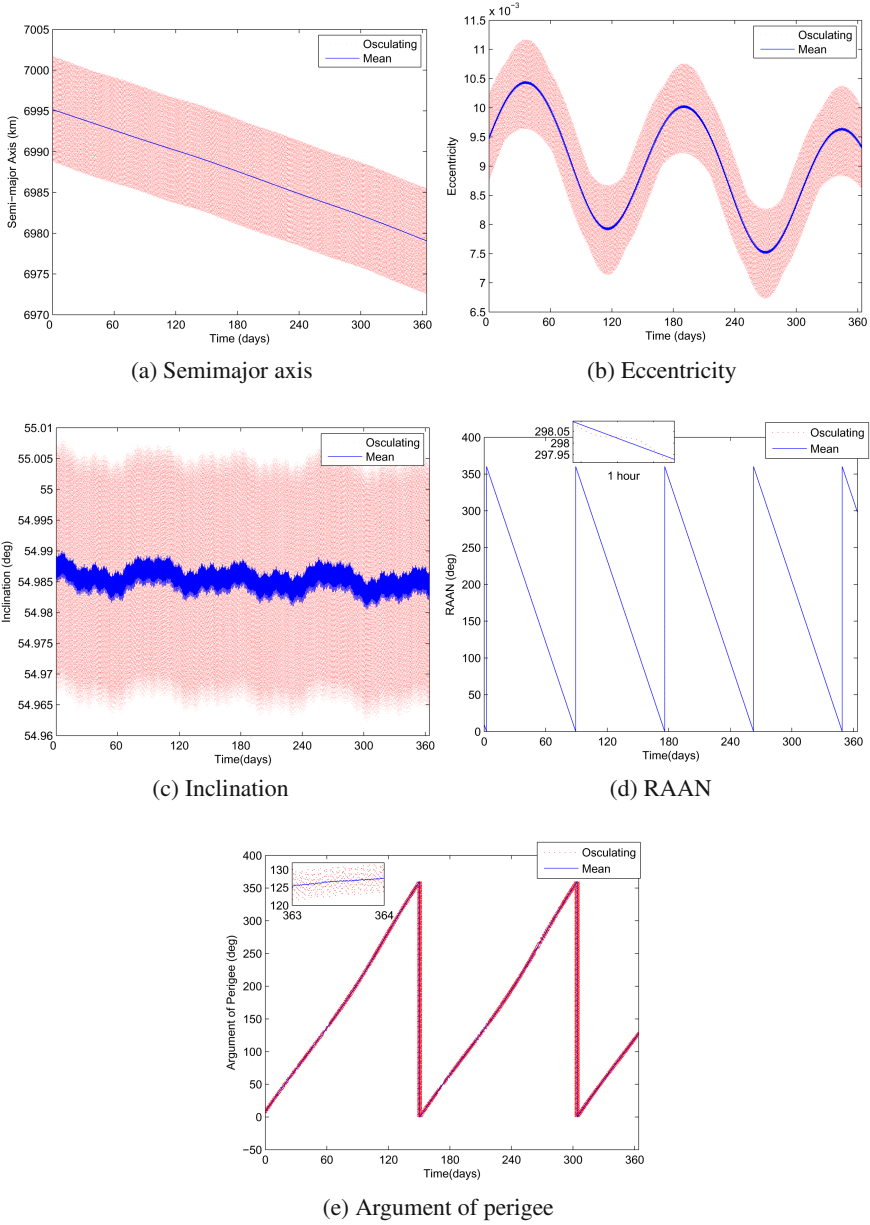 7005
7000
6995
6990
6985
6980
6975
6970
Semi−major Axis (km)
Osculating
Mean
1 60 120 180 240 300 360
Time (days)
(a) Semimajor axis
x 10⁻³
11.5
11
10.5
10
9.5
9
8.5
8
7.5
7
6.5
Eccentricity
Osculating
Mean
1 60 120 180 240 300 360
Time (days)
(b) Eccentricity
55.01
55.005
55
54.995
54.99
54.985
54.98
54.975
54.97
54.965
54.96
Inclination (deg)
Osculating
Mean
1 60 120 180 240 300 360
Time(days)
(c) Inclination
400
350
300
250
200
150
100
50
0
RAAN (deg)
298.05
298
297.95
1 hour
Osculating
Mean
0 60 120 180 240 300 360
Time(days)
(d) RAAN
400
350
300
250
200
150
100
50
0
−50
Argument of Perigee (deg)
130
125
120
363 364
Osculating
Mean
0 60 120 180 240 300 360
Time(days)
(e) Argument of perigee